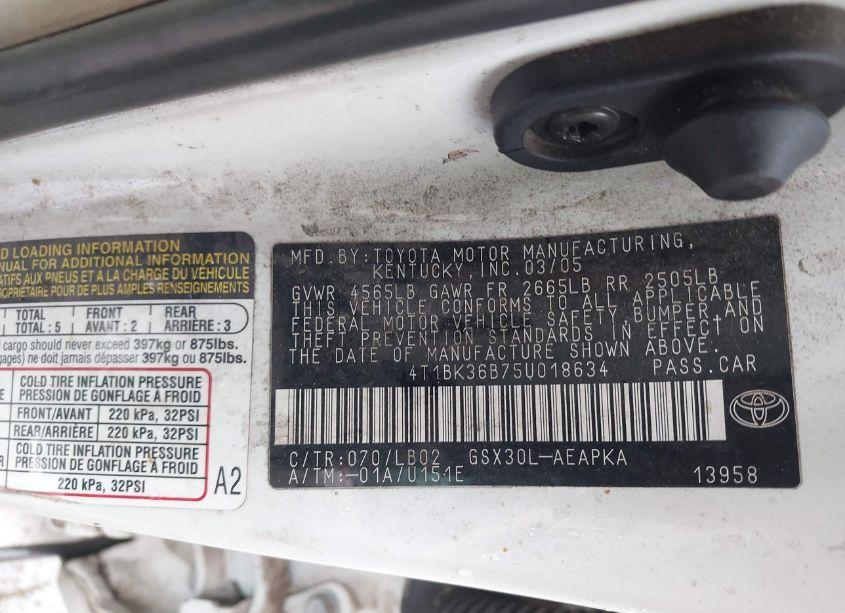 D LOADING INFORMATION
NUAL FOR ADDITIONAL INFORMATION
ATIFS AUX PNEUS ET A LA CHARGE DU VÉHICULE
PROPRIÉTAIRE POUR DE PLUS AMPLES RENSEIGNEMENTS
TOTAL FRONT REAR
TOTAL : 5 AVANT : 2 ARRIÈRE : 3
cargo should never exceed 397kg or 875lbs.
gages) ne doit jamais dépasser 397kg ou 875lbs.
COLD TIRE INFLATION PRESSURE
PRESSION DE GONFLAGE À FROID
FRONT/AVANT 220 kPa, 32PSI
REAR/ARRIÈRE 220 kPa, 32PSI
COLD TIRE INFLATION PRESSURE
PRESSION DE GONFLAGE À FROID
220 kPa, 32PSI
A2
MFD.BY:TOYOTA MOTOR MANUFACTURING,
KENTUCKY,INC.03/05
GVWR 4565LB GAWR FR 2665LB RR 2505LB
THIS VEHICLE CONFORMS TO ALL APPLICABLE
FEDERAL MOTOR VEHICLE SAFETY, BUMPER,AND
THEFT PREVENTION STANDARDS IN EFFECT ON
THE DATE OF MANUFACTURE SHOWN ABOVE.
4T1BK36B75U018634 PASS.CAR
C/TR:070/LB02 GSX30L-AEAPKA
A/TM:-01A/U151E
13958